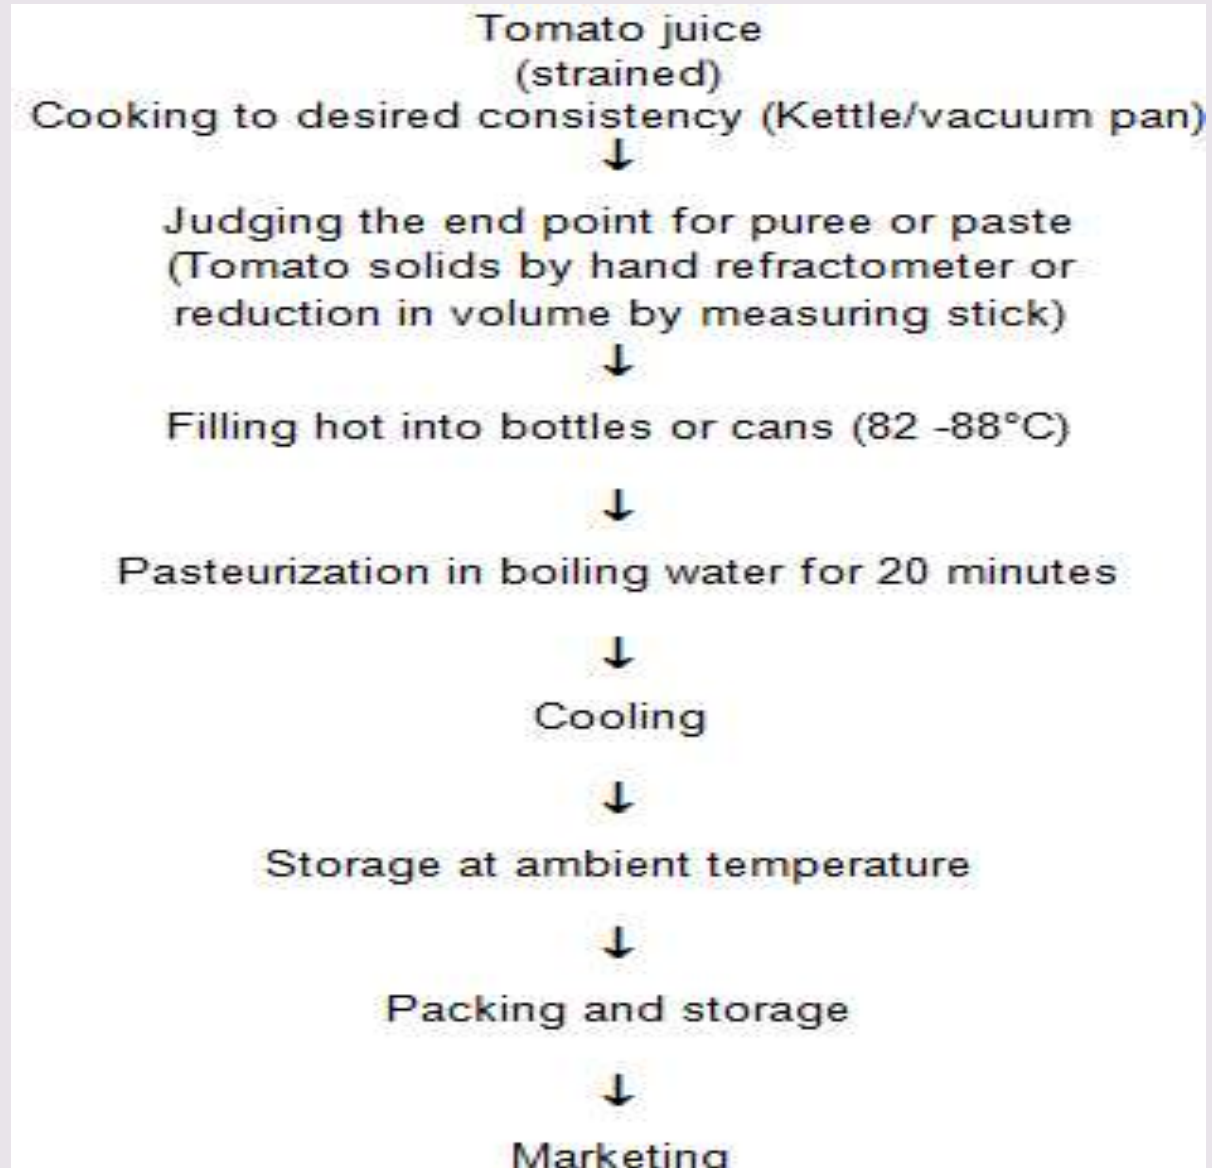 Tomato juice
(strained)
Cooking to desired consistency (Kettle/vacuum pan)
↓
Judging the end point for puree or paste
(Tomato solids by hand refractometer or
reduction in volume by measuring stick)
↓
Filling hot into bottles or cans (82 -88°C)
↓
Pasteurization in boiling water for 20 minutes
↓
Cooling
↓
Storage at ambient temperature
↓
Packing and storage
↓
Marketing